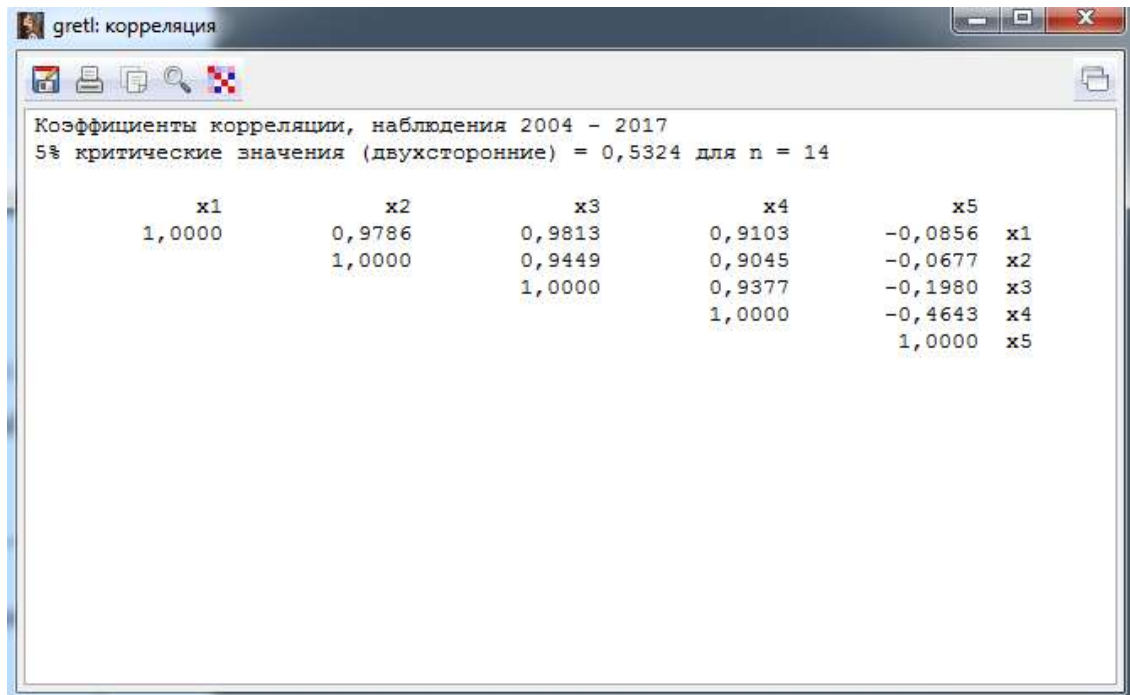 gretl: корреляция
Коэффициенты корреляции, наблюдения 2004 - 2017
5% критические значения (двухсторонние) = 0,5324 для n = 14
x1 x2 x3 x4 x5
1,0000 0,9786 0,9813 0,9103 -0,0856 x1
1,0000 0,9449 0,9045 -0,0677 x2
1,0000 0,9377 -0,1980 x3
1,0000 -0,4643 x4
1,0000 x5